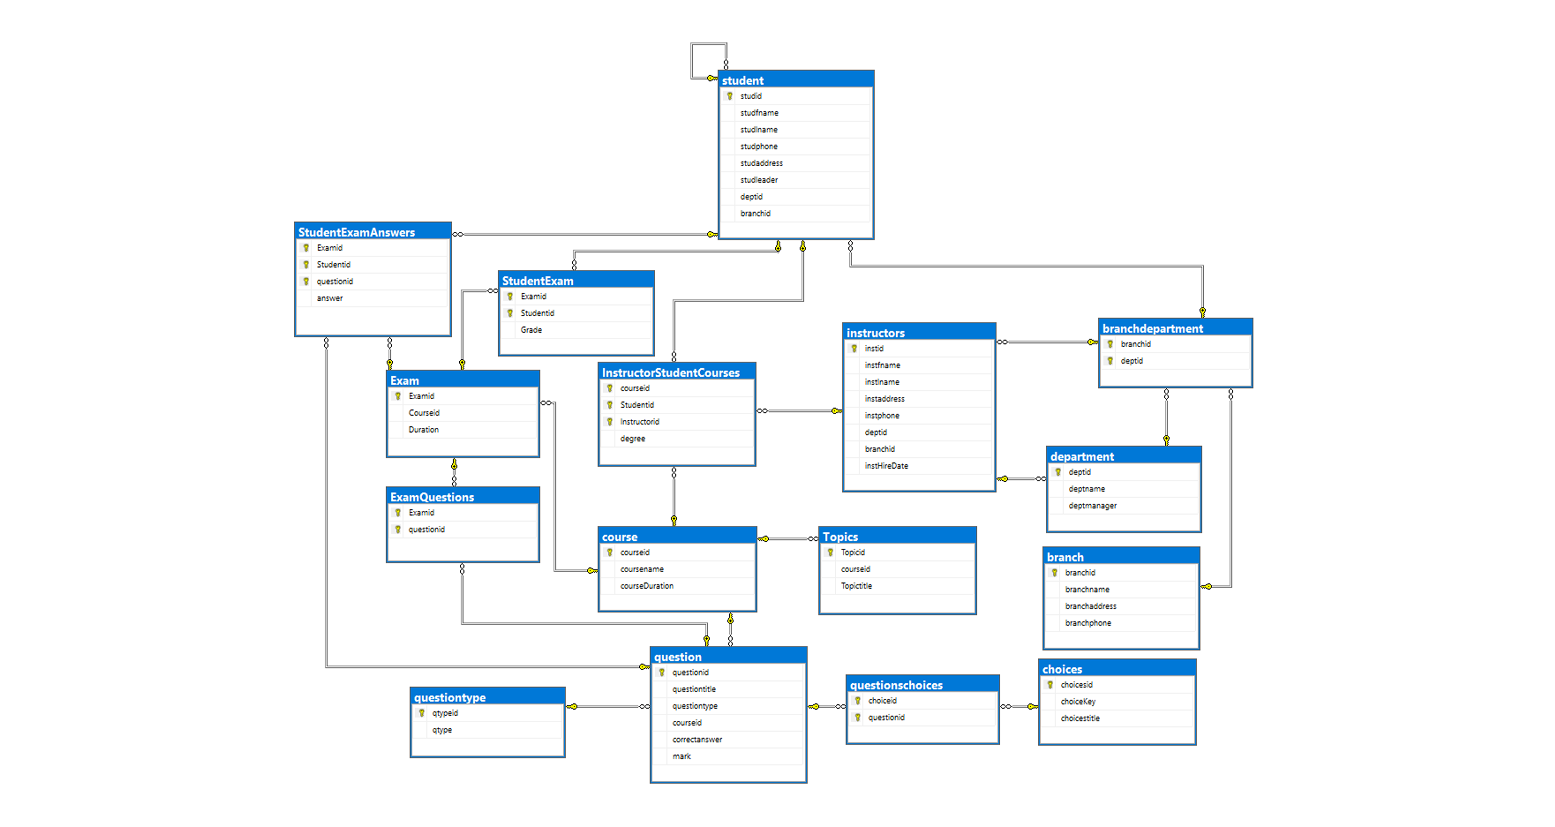 student
studid
studfname
studlname
studphone
studaddress
studleader
deptid
branchid
StudentExamAnswers
Examid
Studentid
questionid
answer
StudentExam
Examid
Studentid
Grade
instructors
instid
instfname
instlname
instaddress
instphone
deptid
branchid
instHireDate
branchdepartment
branchid
deptid
Exam
Examid
Courseid
Duration
InstructorStudentCourses
courseid
Studentid
Instructorid
degree
department
deptid
deptname
deptmanager
ExamQuestions
Examid
questionid
course
courseid
coursename
courseDuration
Topics
Topicid
courseid
Topictitle
branch
branchid
branchname
branchaddress
branchphone
question
questionid
questiontitle
questiontype
courseid
correctanswer
mark
questiontype
qtypeid
qtype
questionschoices
choiceid
questionid
choices
choicesid
choiceKey
choicestitle